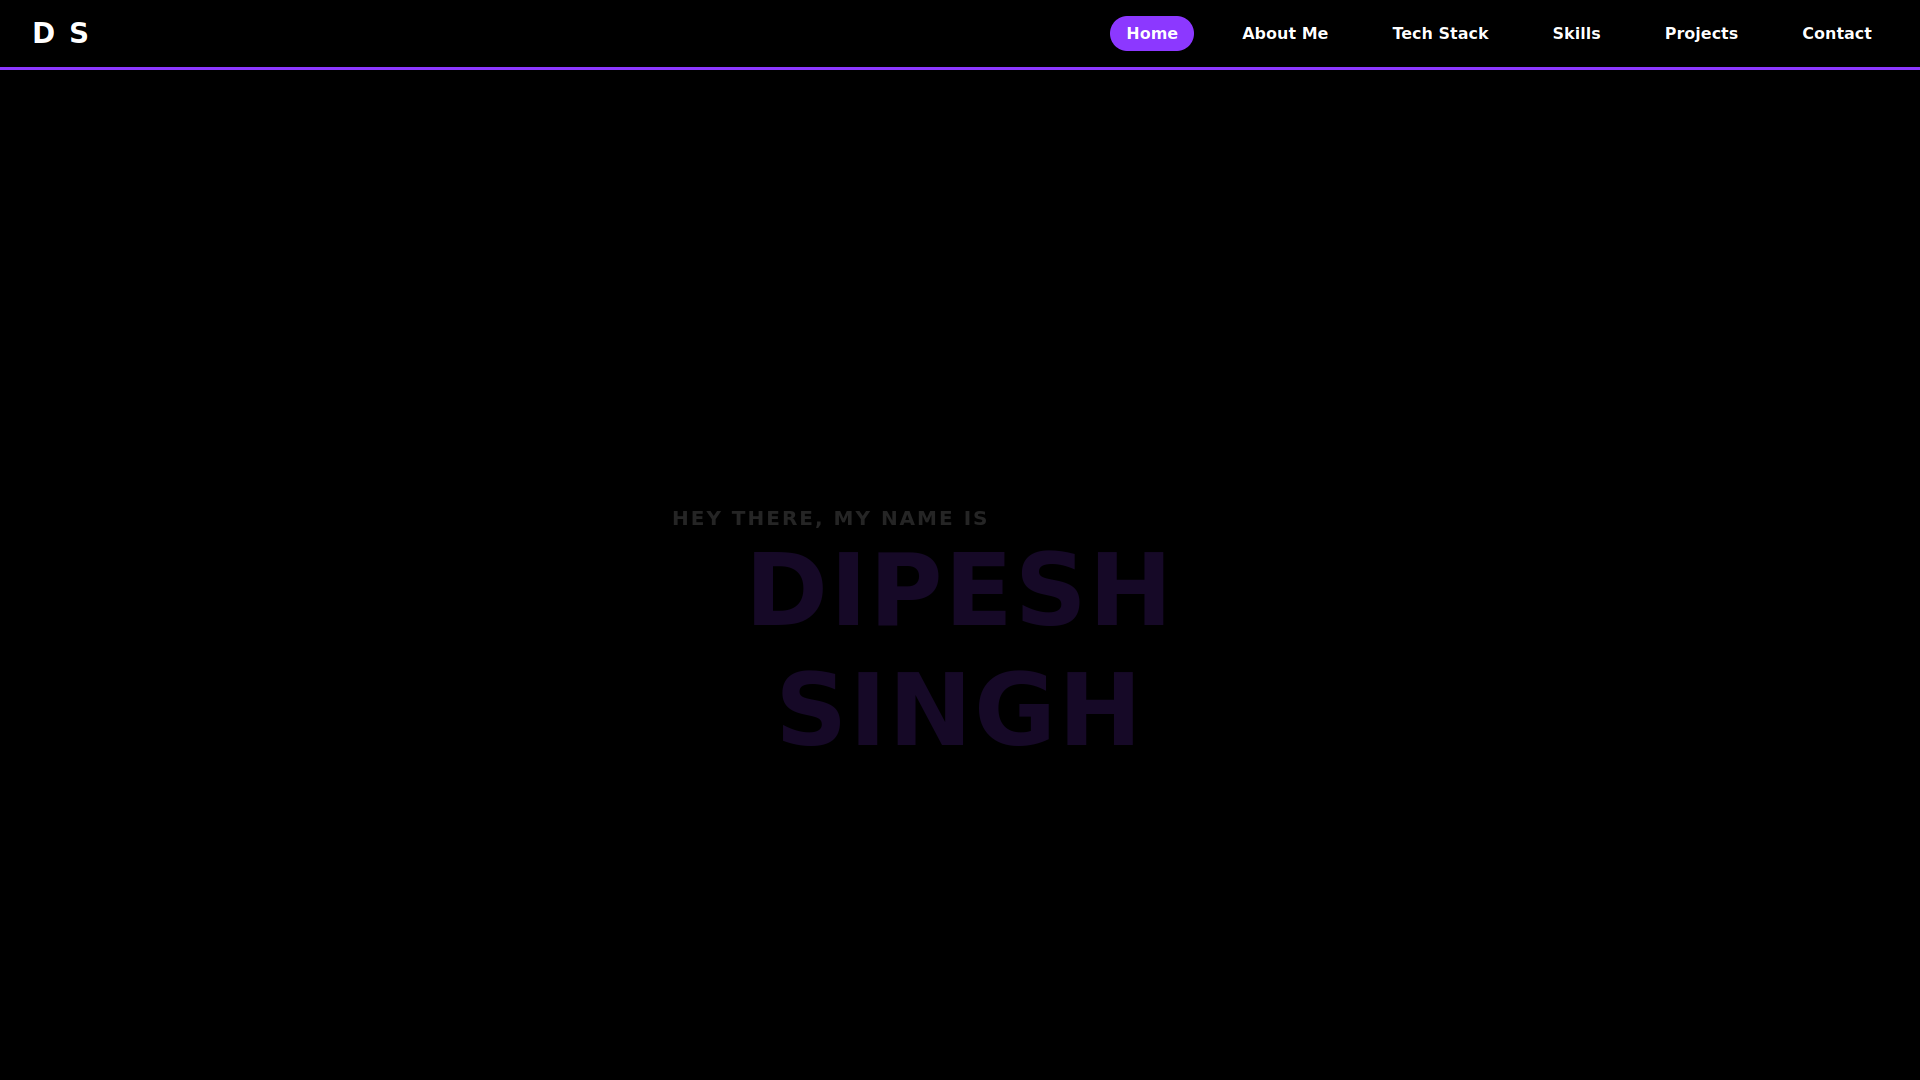 D S
Home About Me Tech Stack Skills Projects Contact
HEY THERE, MY NAME IS
DIPESH
SINGH